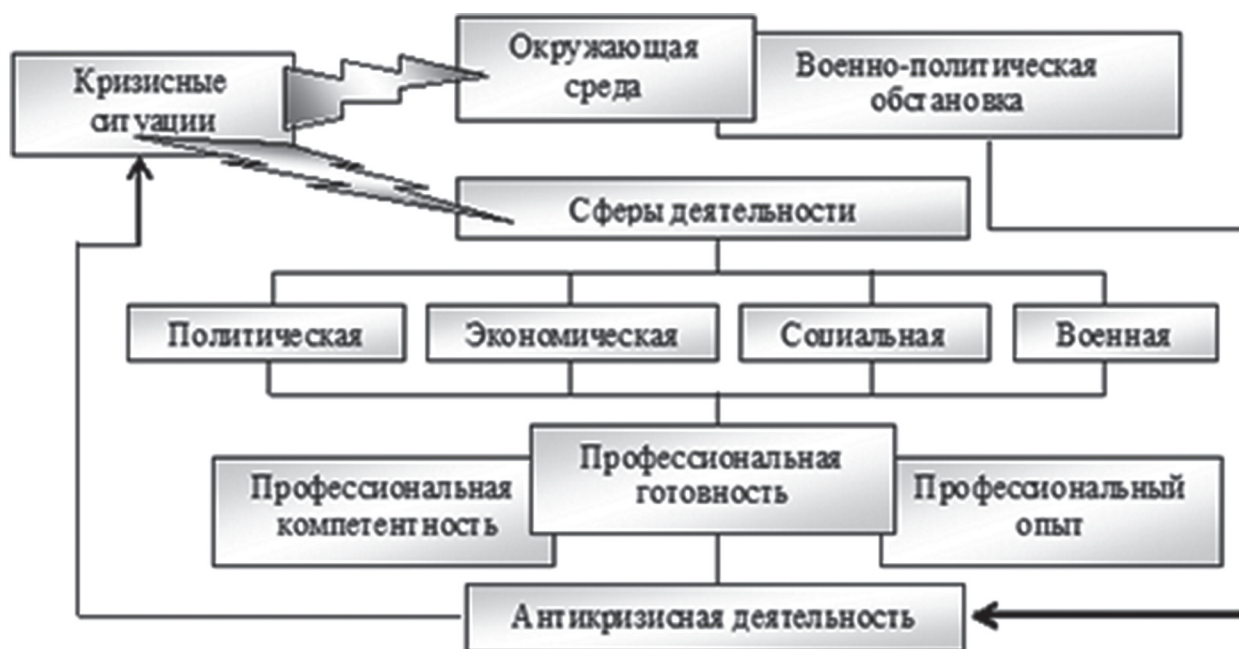 Кризисные
ситуации
Окружающая
среда
Военно-политическая
обстановка
Сферы деятельности
Политическая
Экономическая
Социальная
Военная
Профессиональная
компетентность
Профессиональная
готовность
Профессиональный
опыт
Антикризисная деятельность